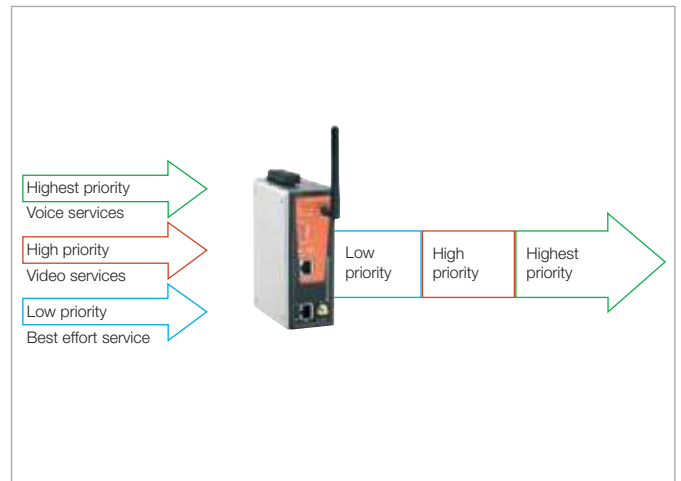 Highest priority
Voice services
High priority
Video services
Low priority
Best effort service
Low
priority
High
priority
Highest
priority